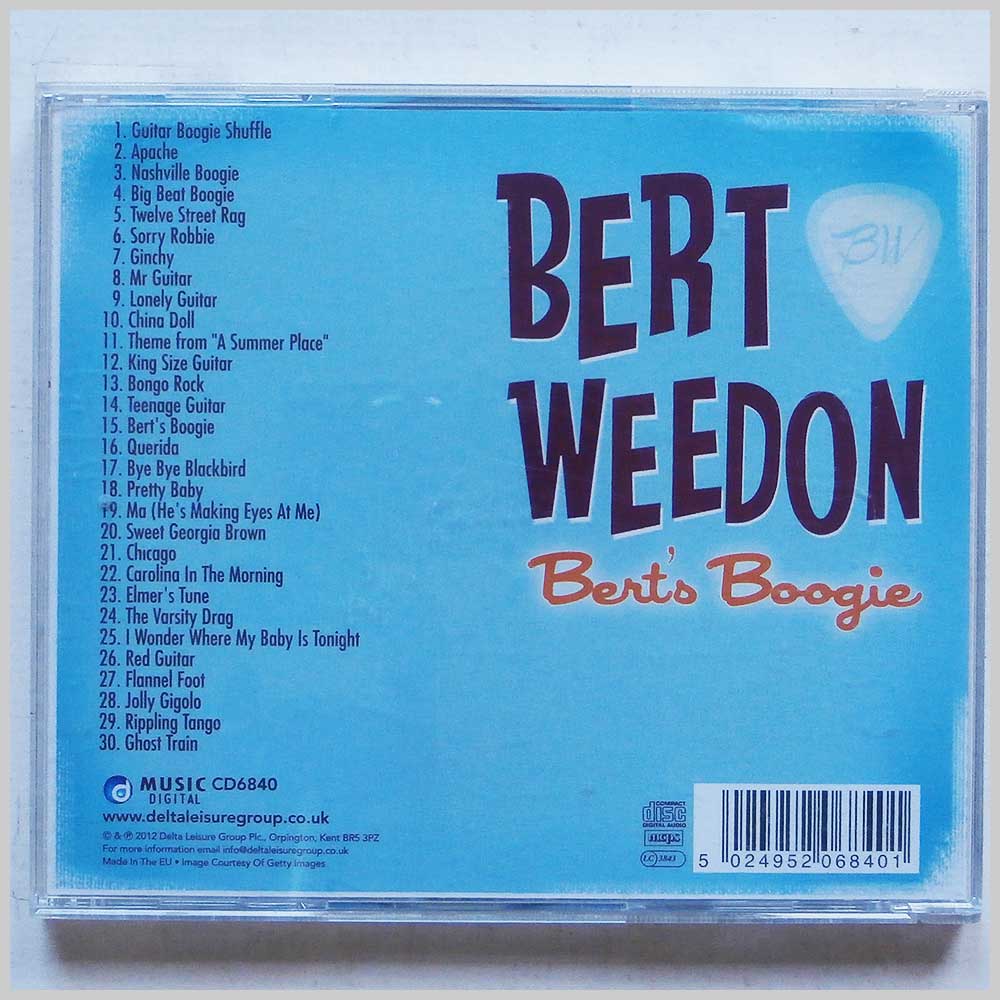 1. Guitar Boogie Shuffle
2. Apache
3. Nashville Boogie
4. Big Beat Boogie
5. Twelve Street Rag
6. Sorry Robbie
7. Ginchy
8. Mr Guitar
9. Lonely Guitar
10. China Doll
11. Theme from "A Summer Place"
12. King Size Guitar
13. Bongo Rock
14. Teenage Guitar
15. Bert's Boogie
16. Querida
17. Bye Bye Blackbird
18. Pretty Baby
19. Ma (He's Making Eyes At Me)
20. Sweet Georgia Brown
21. Chicago
22. Carolina In The Morning
23. Elmer's Tune
24. The Varsity Drag
25. I Wonder Where My Baby Is Tonight
26. Red Guitar
27. Flannel Foot
28. Jolly Gigolo
29. Rippling Tango
30. Ghost Train
BERT
BW
WEEDON
Bert's Boogie
MUSIC CD6840
DIGITAL
www.deltaleisuregroup.co.uk
© & ℗ 2012 Delta Leisure Group Plc., Orpington, Kent BR5 3PZ
For more information email info@deltaleisuregroup.co.uk
Made In The EU • Image Courtesy Of Getty Images
COMPACT
disc
DIGITAL AUDIO
mcps
LC 3843
5 024952 068401